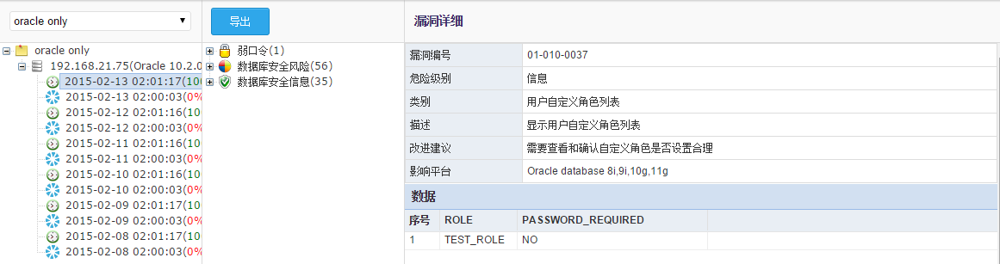 oracle only
oracle only
192.168.21.75(Oracle 10.2.0
2015-02-13 02:01:17(10
2015-02-13 02:00:03(0%
2015-02-12 02:01:16(10
2015-02-12 02:00:03(0%
2015-02-11 02:01:16(10
2015-02-11 02:00:03(0%
2015-02-10 02:01:16(10
2015-02-10 02:00:03(0%
2015-02-09 02:01:17(10
2015-02-09 02:00:03(0%
2015-02-08 02:01:17(10
2015-02-08 02:00:03(0%
导出
弱口令(1)
数据库安全风险(56)
数据库安全信息(35)
漏洞详细
漏洞编号 01-010-0037
危险级别 信息
类别 用户自定义角色列表
描述 显示用户自定义角色列表
改进建议 需要查看和确认自定义角色是否设置合理
影响平台 Oracle database 8i,9i,10g,11g
数据
序号 ROLE PASSWORD_REQUIRED
1 TEST_ROLE NO